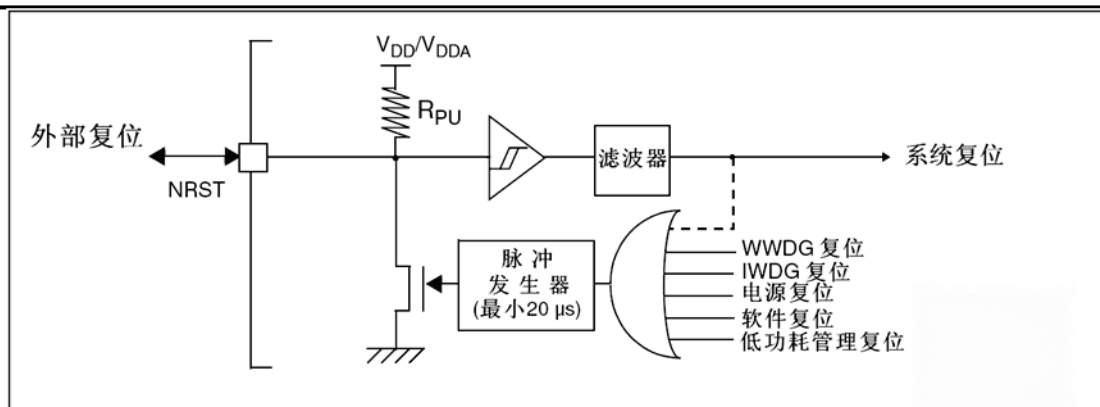 VDD/VDDA
RPU
外部复位
NRST
滤波器
系统复位
脉冲
发生器
(最小20 µs)
WWDG 复位
IWDG 复位
电源复位
软件复位
低功耗管理复位